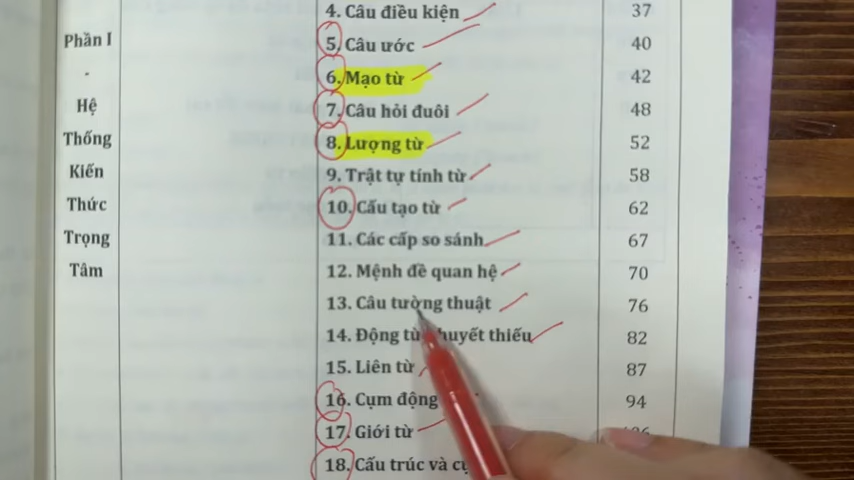 4. Câu điều kiện 37
Phần I
5. Câu ước 40
-
6. Mạo từ 42
Hệ
7. Câu hỏi đuôi 48
Thống
8. Lượng từ 52
Kiến
9. Trật tự tính từ 58
Thức
10. Cấu tạo từ 62
Trọng
11. Các cấp so sánh 67
Tâm
12. Mệnh đề quan hệ 70
13. Câu tường thuật 76
14. Động từ khuyết thiếu 82
15. Liên từ 87
16. Cụm động 94
17. Giới từ
18. Cấu trúc và